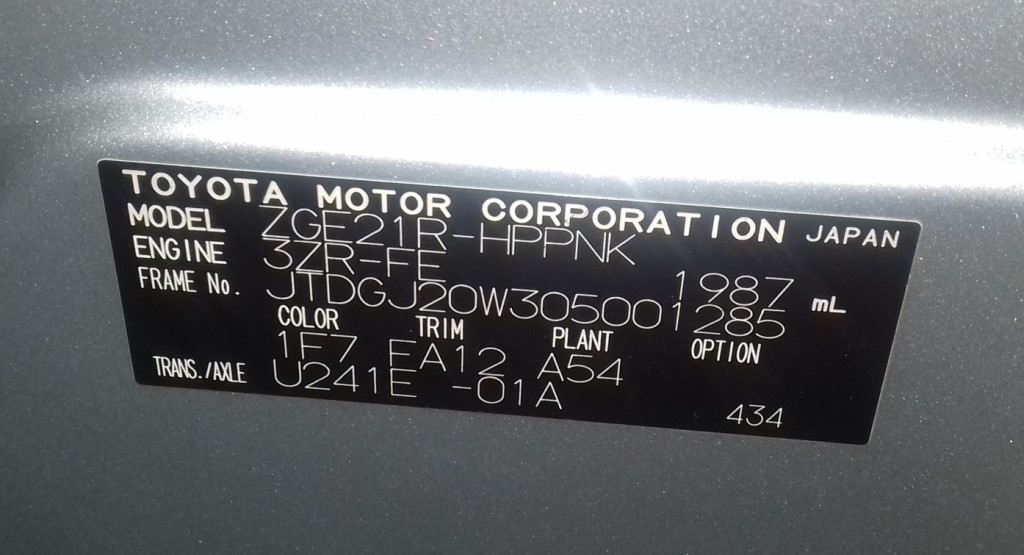 TOYOTA MOTOR CORPORATION JAPAN
MODEL ZGE21R-HPPNK
ENGINE 3ZR-FE 1987 mL
FRAME No. JTDGJ20W305001285
COLOR TRIM PLANT OPTION
1F7 EA12 A54
TRANS./AXLE U241E -01A 434